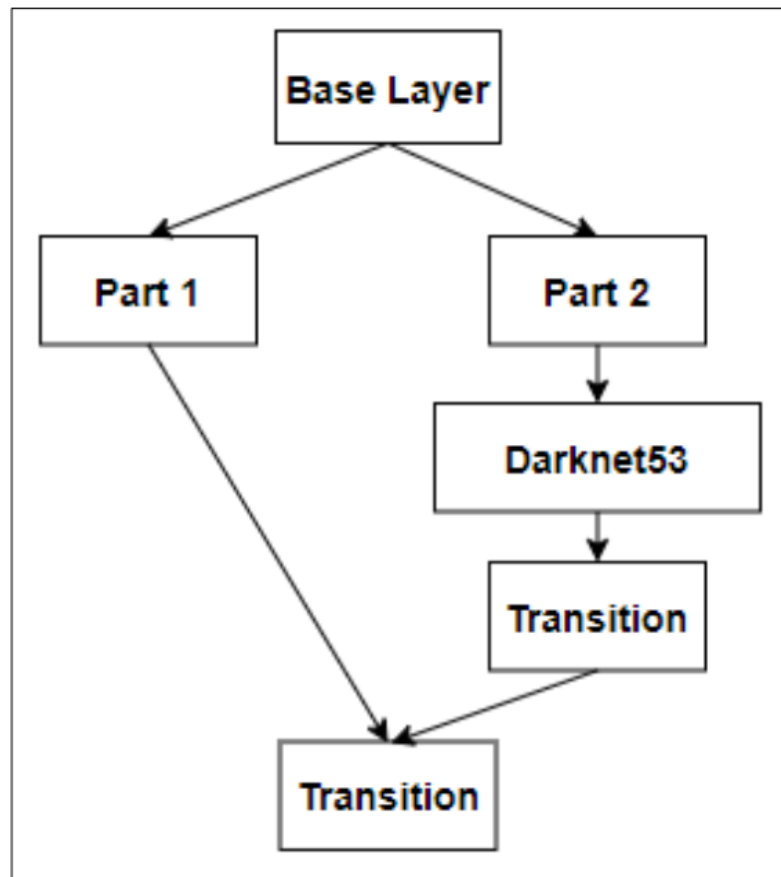 Base Layer
Part 1
Part 2
Darknet53
Transition
Transition